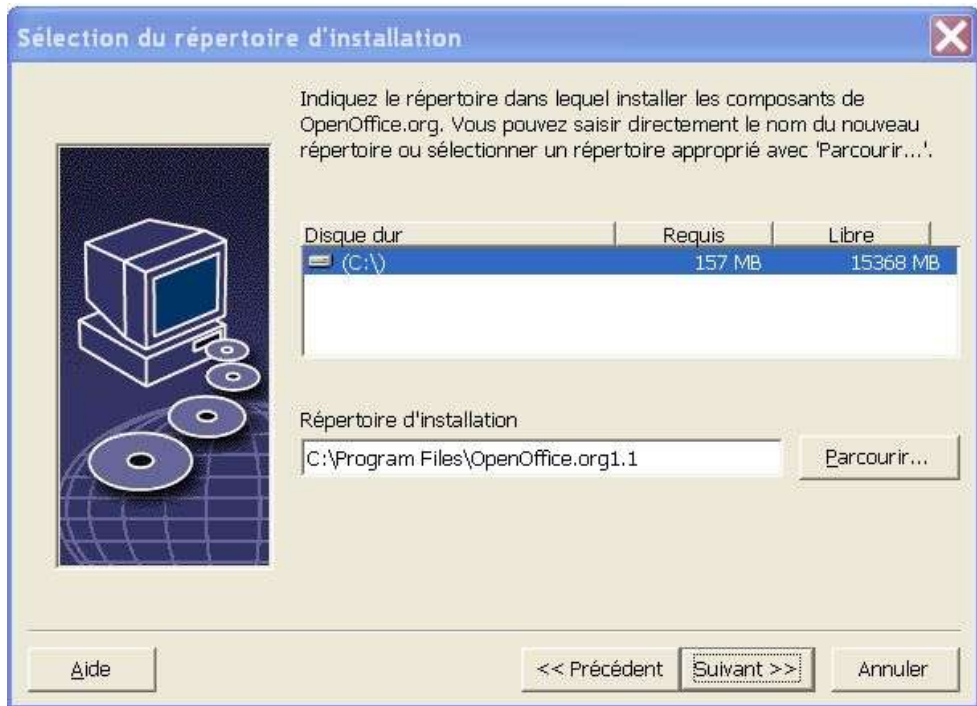 Sélection du répertoire d'installation
Indiquez le répertoire dans lequel installer les composants de
OpenOffice.org. Vous pouvez saisir directement le nom du nouveau
répertoire ou sélectionner un répertoire approprié avec 'Parcourir...'.
Disque dur Requis Libre
(C:\) 157 MB 15368 MB
Répertoire d'installation
C:\Program Files\OpenOffice.org1.1 Parcourir...
Aide << Précédent Suivant >> Annuler